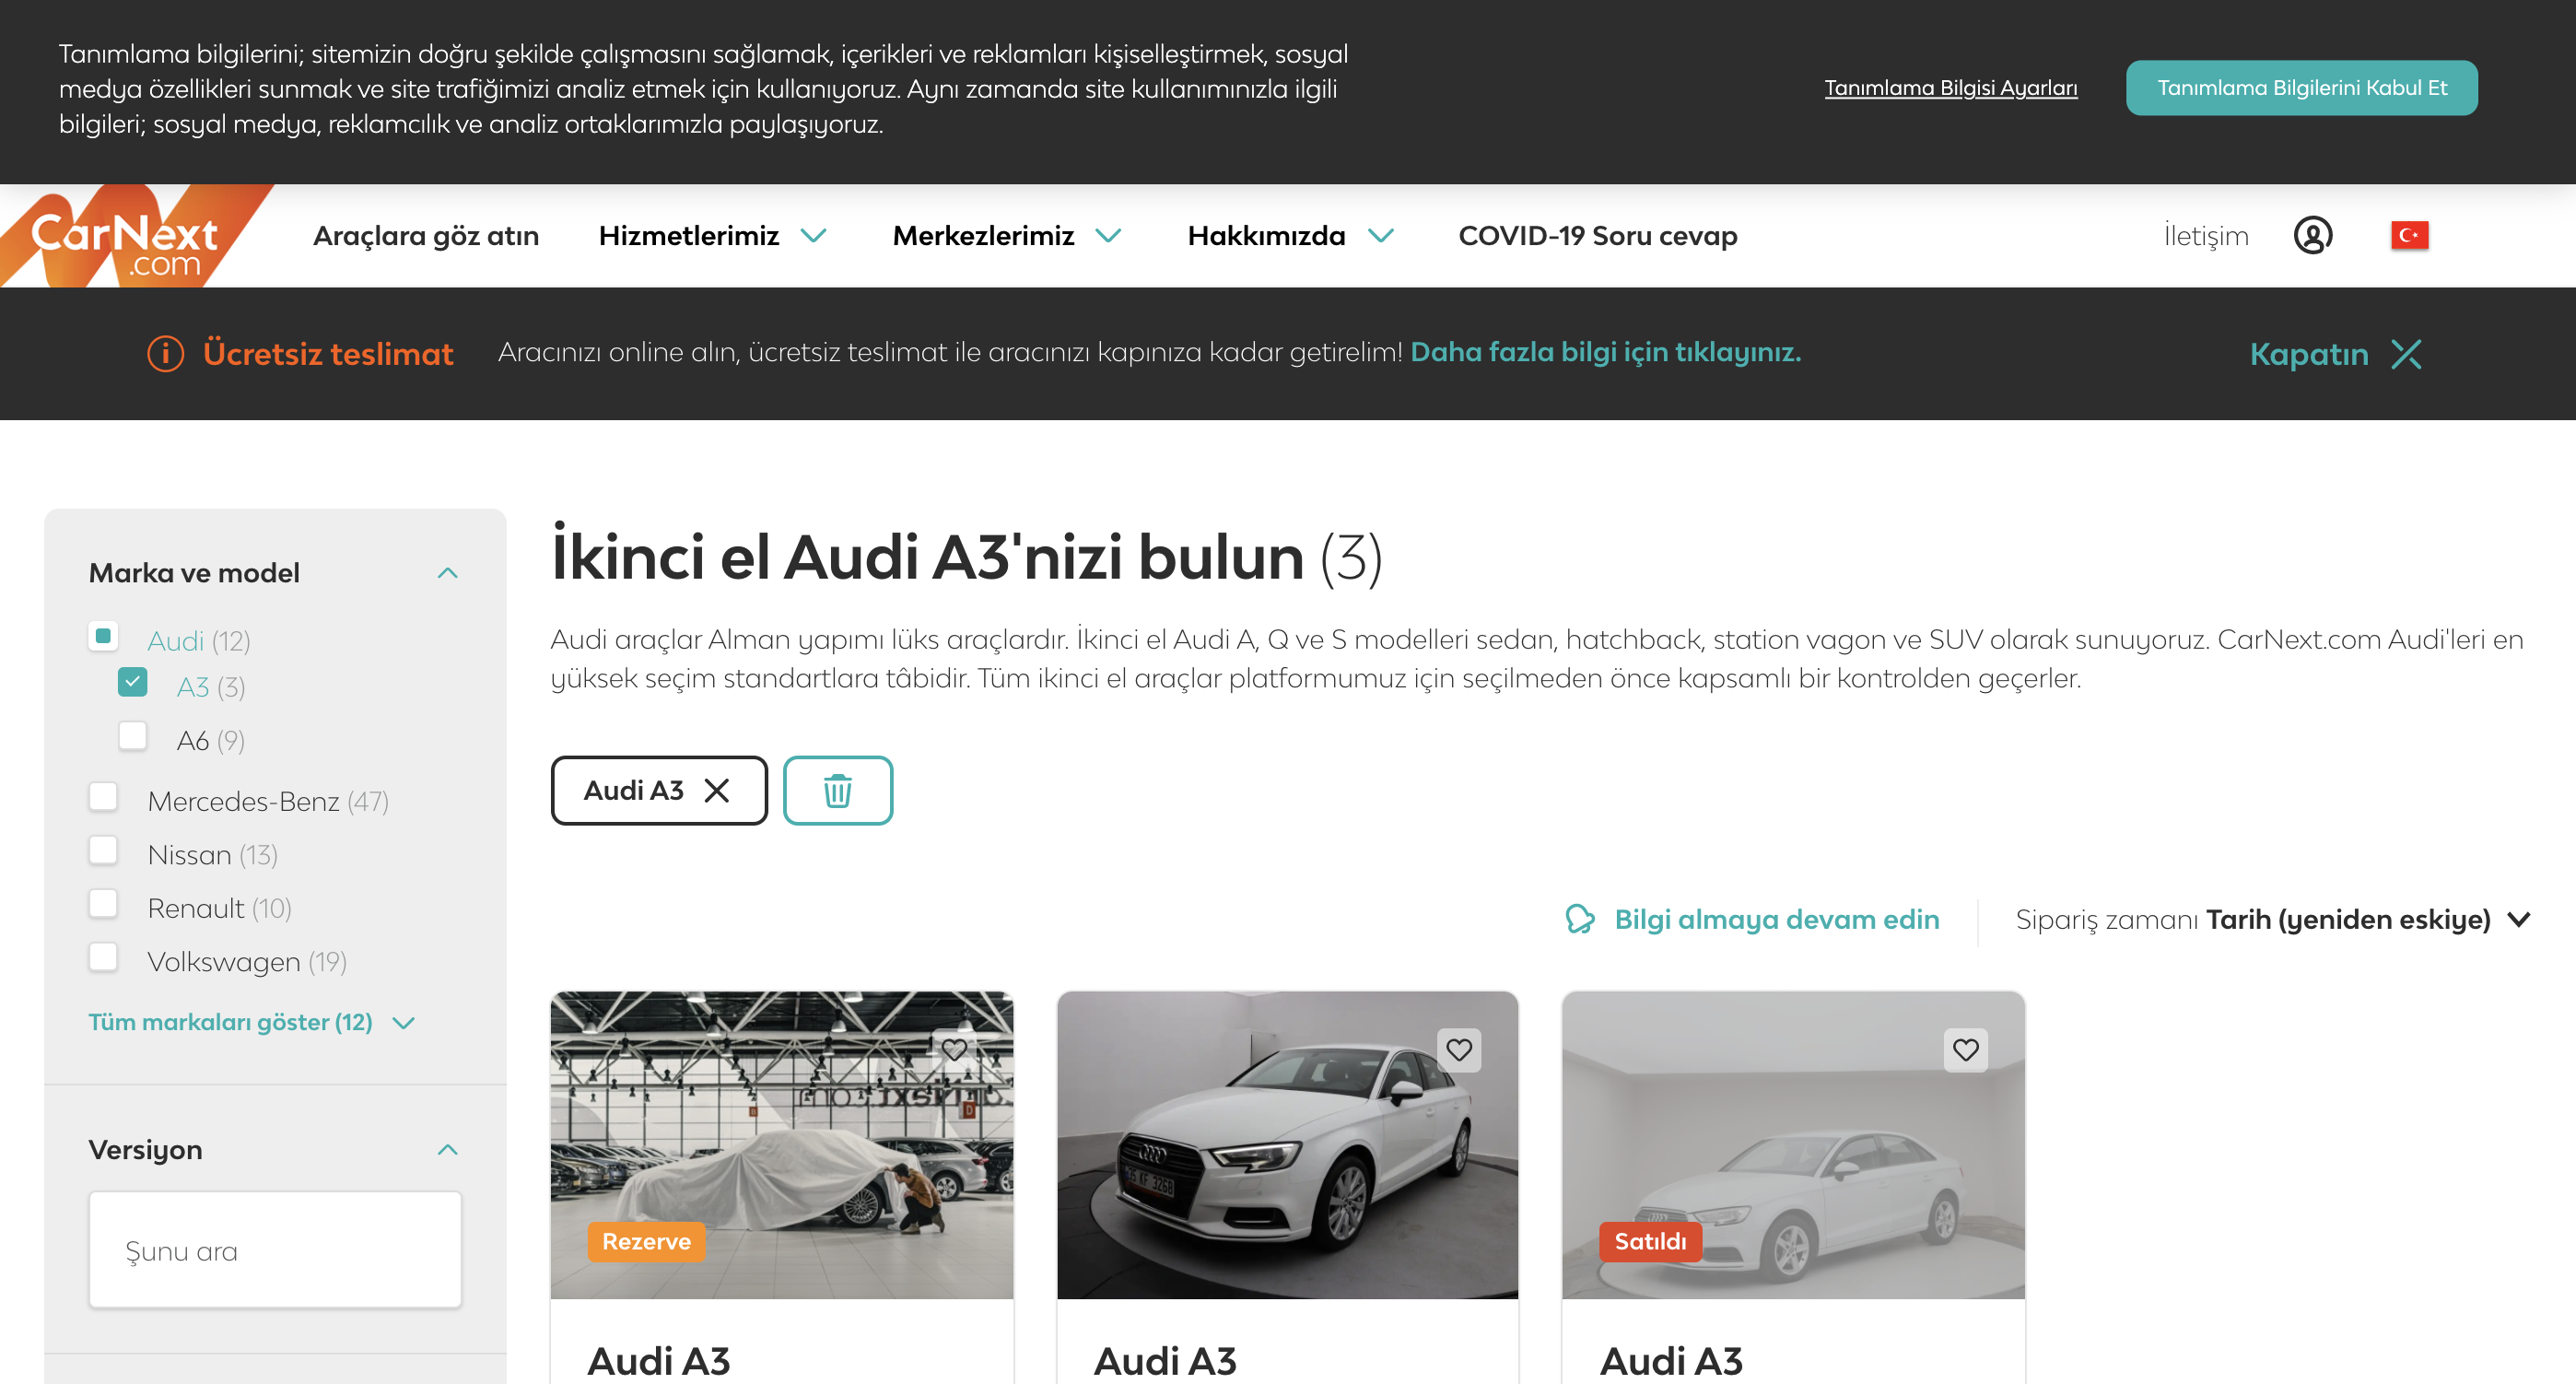 Tanımlama bilgilerini; sitemizin doğru şekilde çalışmasını sağlamak, içerikleri ve reklamları kişiselleştirmek, sosyal
medya özellikleri sunmak ve site trafiğimizi analiz etmek için kullanıyoruz. Aynı zamanda site kullanımınızla ilgili
bilgileri; sosyal medya, reklamcılık ve analiz ortaklarımızla paylaşıyoruz.
Tanımlama Bilgisi Ayarları
Tanımlama Bilgilerini Kabul Et
CarNext
.com
Araçlara göz atın
Hizmetlerimiz
Merkezlerimiz
Hakkımızda
COVID-19 Soru cevap
İletişim
Ücretsiz teslimat
Aracınızı online alın, ücretsiz teslimat ile aracınızı kapınıza kadar getirelim! Daha fazla bilgi için tıklayınız.
Kapatın
Marka ve model
Audi (12)
A3 (3)
A6 (9)
Mercedes-Benz (47)
Nissan (13)
Renault (10)
Volkswagen (19)
Tüm markaları göster (12)
Versiyon
Şunu ara
İkinci el Audi A3'nizi bulun (3)
Audi araçlar Alman yapımı lüks araçlardır. İkinci el Audi A, Q ve S modelleri sedan, hatchback, station vagon ve SUV olarak sunuyoruz. CarNext.com Audi'leri en
yüksek seçim standartlara tâbidir. Tüm ikinci el araçlar platformumuz için seçilmeden önce kapsamlı bir kontrolden geçerler.
Audi A3
Bilgi almaya devam edin
Sipariş zamanı Tarih (yeniden eskiye)
D
Rezerve
Satıldı
Audi A3
Audi A3
Audi A3